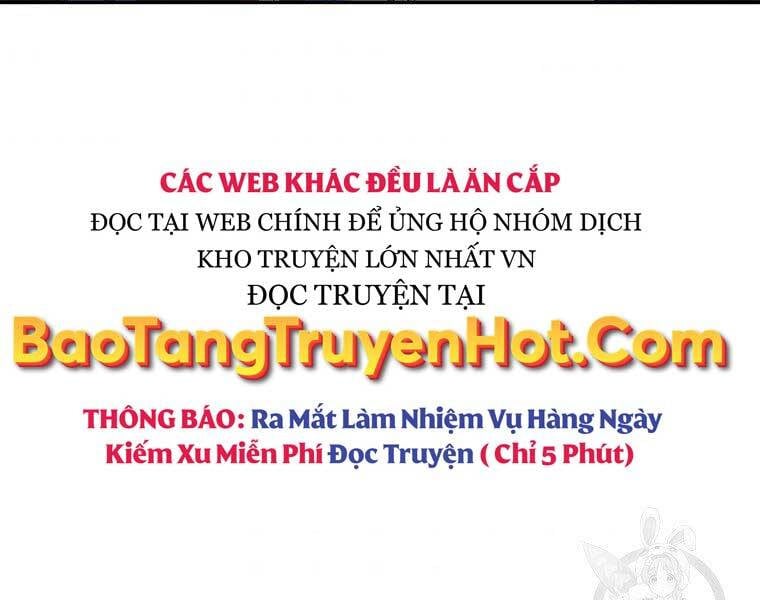 CÁC WEB KHÁC ĐỀU LÀ ĂN CẮP
ĐỌC TẠI WEB CHÍNH ĐỂ ỦNG HỘ NHÓM DỊCH
KHO TRUYỆN LỚN NHẤT VN
ĐỌC TRUYỆN TẠI
BaoTangTruyenHot.Com
THÔNG BÁO: Ra Mắt Làm Nhiệm Vụ Hàng Ngày
Kiếm Xu Miễn Phí Đọc Truyện ( Chỉ 5 Phút)